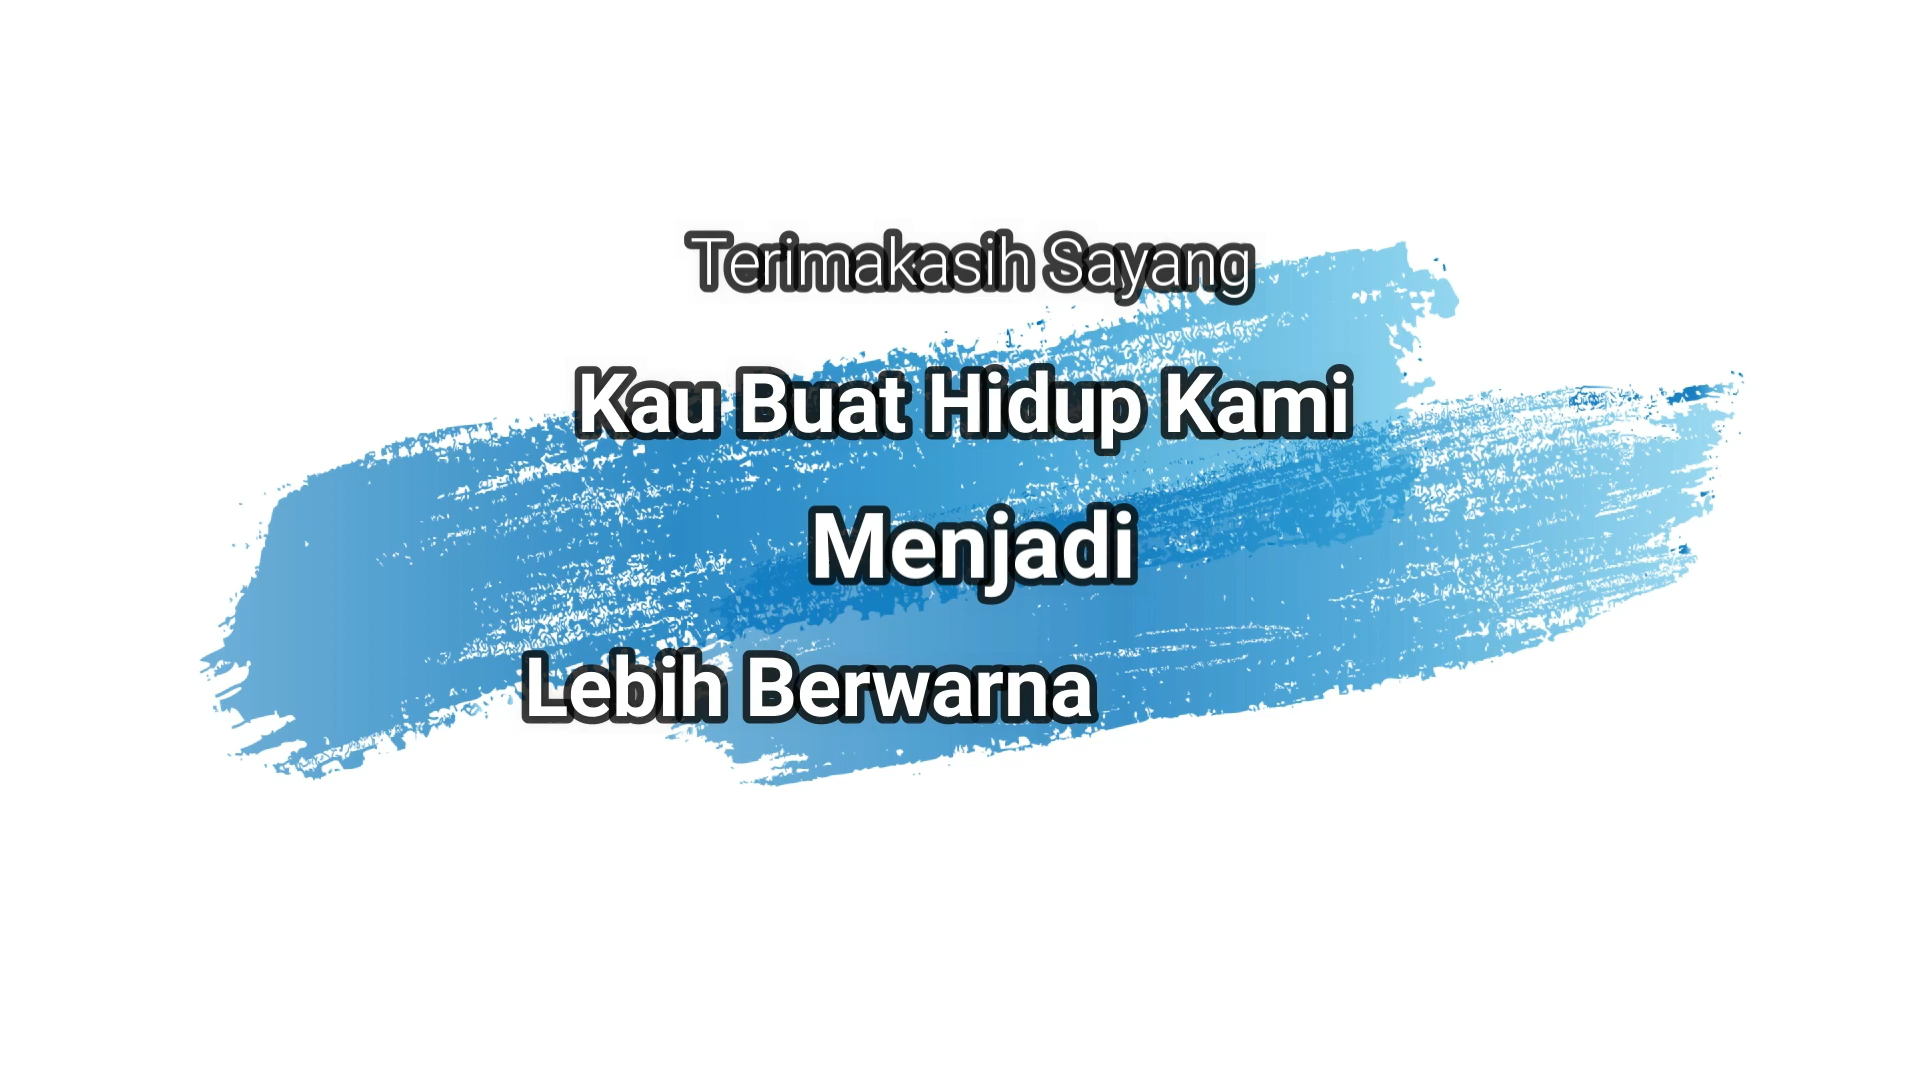 Terimakasih Sayang
Kau Buat Hidup Kami
Menjadi
Lebih Berwarna